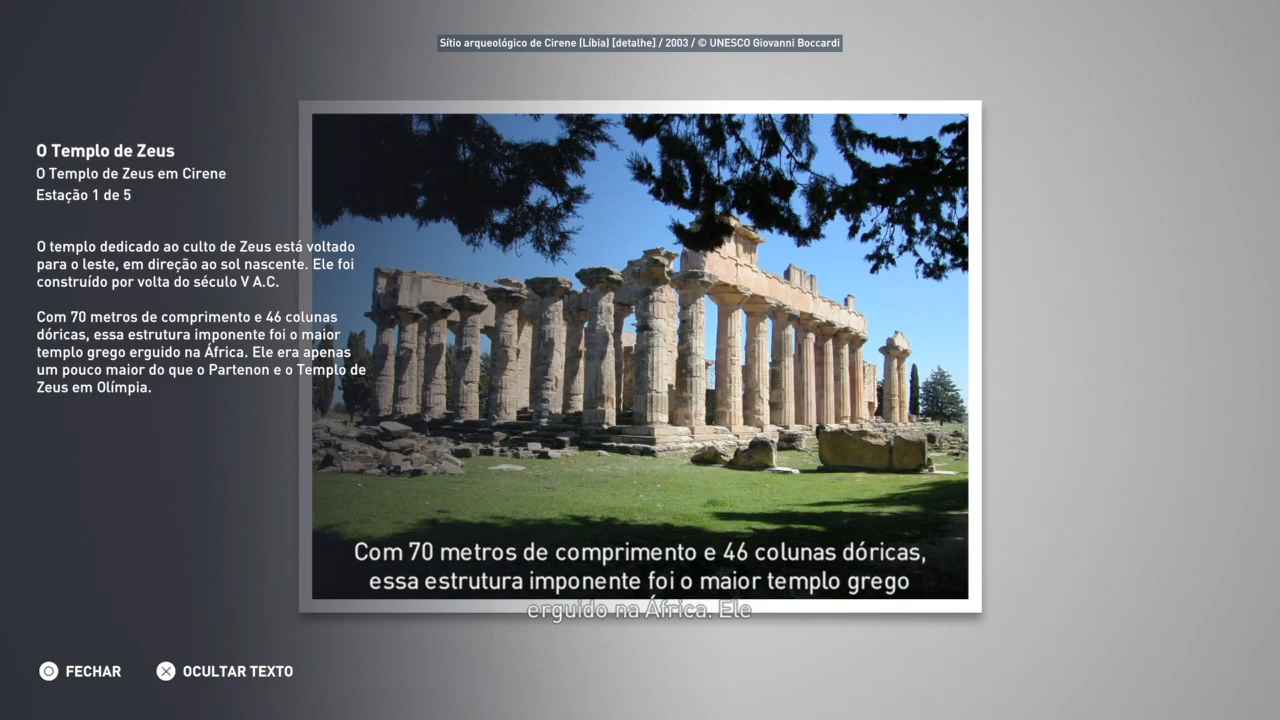 Sítio arqueológico de Cirene (Líbia) [detalhe] / 2003 / © UNESCO Giovanni Boccardi
O Templo de Zeus
O Templo de Zeus em Cirene
Estação 1 de 5
O templo dedicado ao culto de Zeus está voltado
para o leste, em direção ao sol nascente. Ele foi
construído por volta do século V A.C.
Com 70 metros de comprimento e 46 colunas
dóricas, essa estrutura imponente foi o maior
templo grego erguido na África. Ele era apenas
um pouco maior do que o Partenon e o Templo de
Zeus em Olímpia.
Com 70 metros de comprimento e 46 colunas dóricas,
essa estrutura imponente foi o maior templo grego
erguido na África. Ele
FECHAR
OCULTAR TEXTO